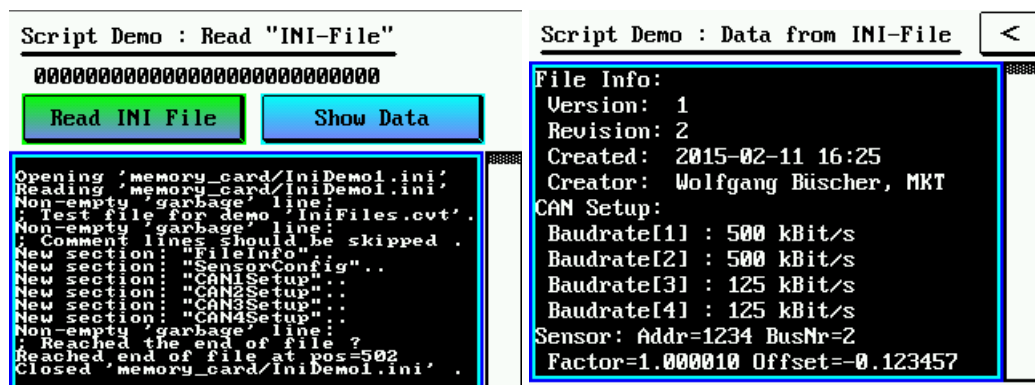 Script Demo : Read "INI-File"
000000000000000000000000000
Read INI File
Show Data
Opening 'memory_card/IniDemo1.ini'
Reading 'memory_card/IniDemo1.ini'
Non-empty 'garbage' line:
; Test file for demo 'IniFiles.cvt'.
Non-empty 'garbage' line:
; Comment lines should be skipped .
New section: "FileInfo"..
New section: "SensorConfig"..
New section: "CAN1Setup"..
New section: "CAN2Setup"..
New section: "CAN3Setup"..
New section: "CAN4Setup"..
Non-empty 'garbage' line:
; Reached the end of file ?
Reached end of file at pos=502
Closed 'memory_card/IniDemo1.ini' .
Script Demo : Data from INI-File
<
File Info:
Version: 1
Revision: 2
Created: 2015-02-11 16:25
Creator: Wolfgang Büscher, MKT
CAN Setup:
Baudrate[1] : 500 kBit/s
Baudrate[2] : 500 kBit/s
Baudrate[3] : 125 kBit/s
Baudrate[4] : 125 kBit/s
Sensor: Addr=1234 BusNr=2
Factor=1.000010 Offset=-0.123457